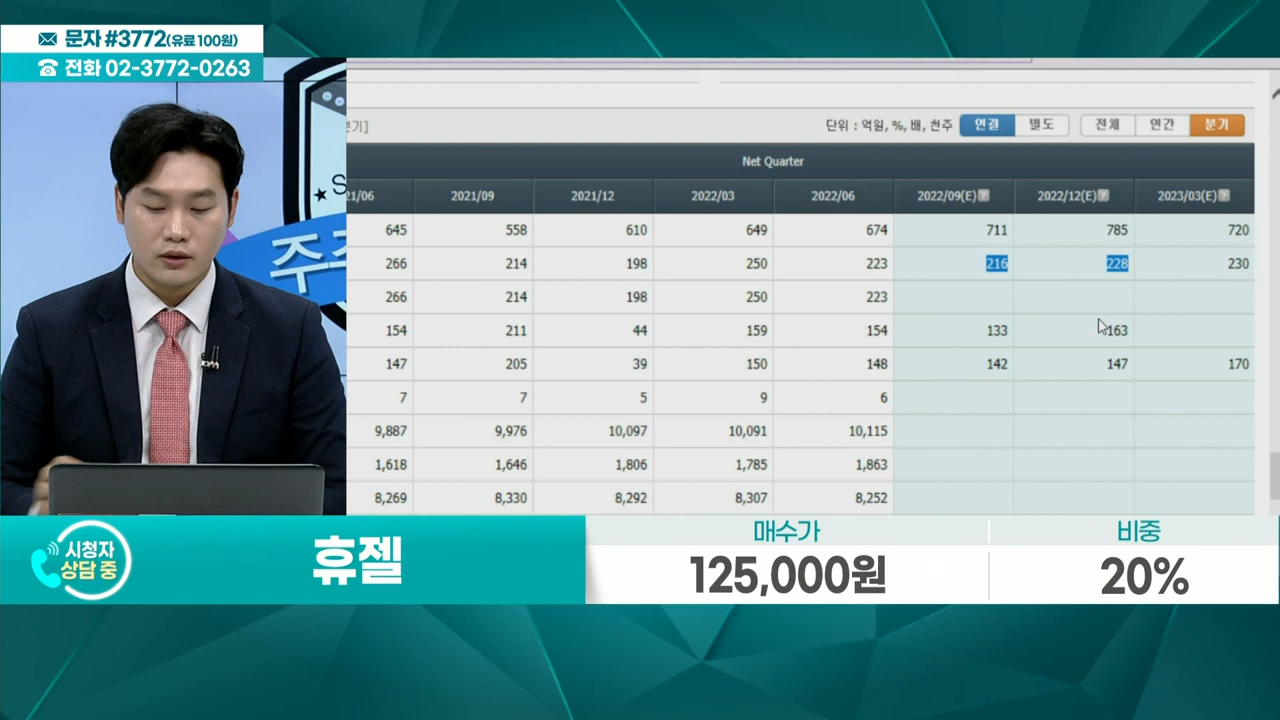 문자 #3772(유료 100원)
전화 02-3772-0263
분기]
단위 : 억원, %, 배, 천주 연결 별도 전체 연간 분기
Net Quarter
1/06 2021/09 2021/12 2022/03 2022/06 2022/09(E) 2022/12(E) 2023/03(E)
645 558 610 649 674 711 785 720
266 214 198 250 223 216 228 230
266 214 198 250 223
154 211 44 159 154 133 163
147 205 39 150 148 142 147 170
7 7 5 9 6
9,887 9,976 10,097 10,091 10,115
1,618 1,646 1,806 1,785 1,863
8,269 8,330 8,292 8,307 8,252
시청자
상담 중
휴젤
매수가 비중
125,000원 20%